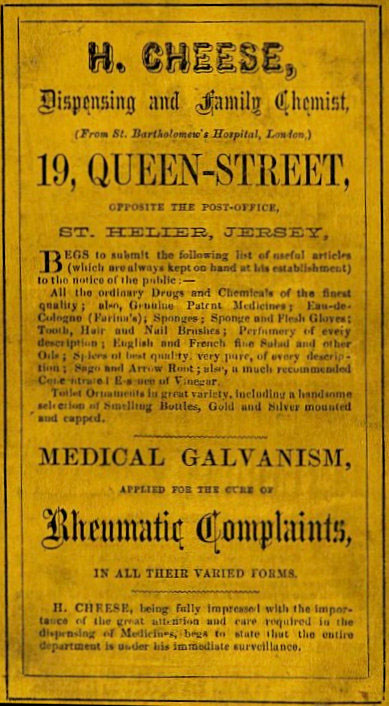 H. CHEESE,
Dispensing and Family Chemist,
(From St. Bartholomew's Hospital, London,)
19, QUEEN-STREET,
OPPOSITE THE POST-OFFICE,
ST. HELIER, JERSEY,
BEGS to submit the following list of useful articles
(which are always kept on hand at his establishment)
to the notice of the public:—
All the ordinary Drugs and Chemicals of the finest
quality; also, Genuine Patent Medicines; Eau-de-
Cologne (Farina's); Sponges; Sponge and Flesh Gloves;
Tooth, Hair and Nail Brushes; Perfumery of every
description; English and French fine Salad and other
Oils; Spices of best quality, very pure, of every descrip-
tion; Sago and Arrow Root; also, a much recommended
Concentrated Essence of Vinegar.
Toilet Ornaments in great variety, including a handsome
selection of Smelling Bottles, Gold and Silver mounted
and capped.
MEDICAL GALVANISM,
APPLIED FOR THE CURE OF
Rheumatic Complaints,
IN ALL THEIR VARIED FORMS.
H. CHEESE, being fully impressed with the impor-
tance of the great attention and care required in the
dispensing of Medicines, begs to state that the entire
department is under his immediate surveillance.